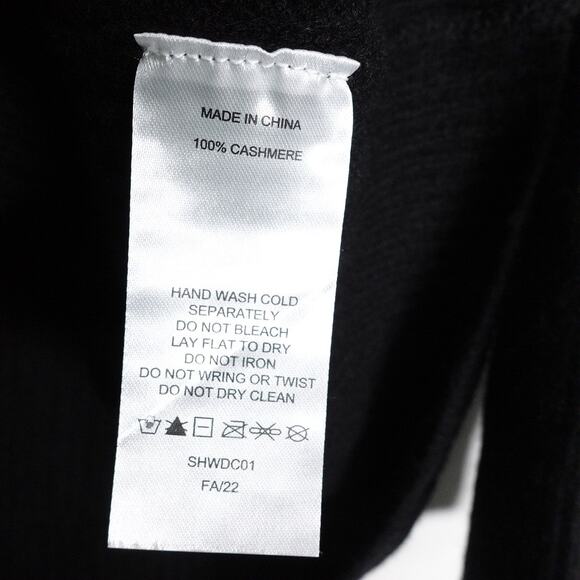 MADE IN CHINA
100% CASHMERE
HAND WASH COLD
SEPARATELY
DO NOT BLEACH
LAY FLAT TO DRY
DO NOT IRON
DO NOT WRING OR TWIST
DO NOT DRY CLEAN
SHWDC01
FA/22